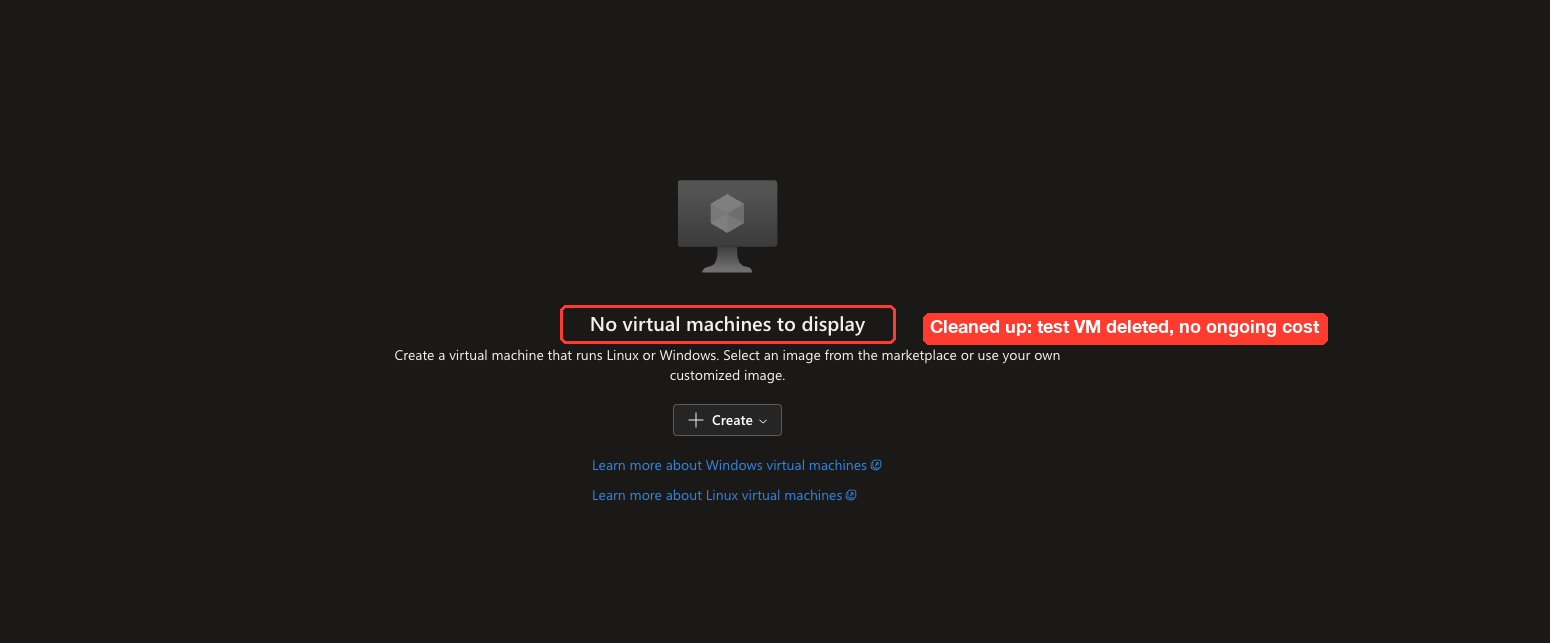 No virtual machines to display
Cleaned up: test VM deleted, no ongoing cost
Create a virtual machine that runs Linux or Windows. Select an image from the marketplace or use your own
customized image.
Create
Learn more about Windows virtual machines
Learn more about Linux virtual machines